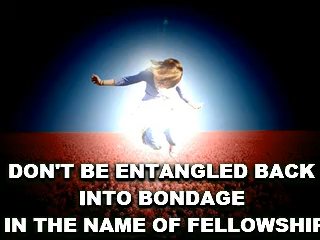 DON'T BE ENTANGLED BACK
INTO BONDAGE
IN THE NAME OF FELLOWSHIP